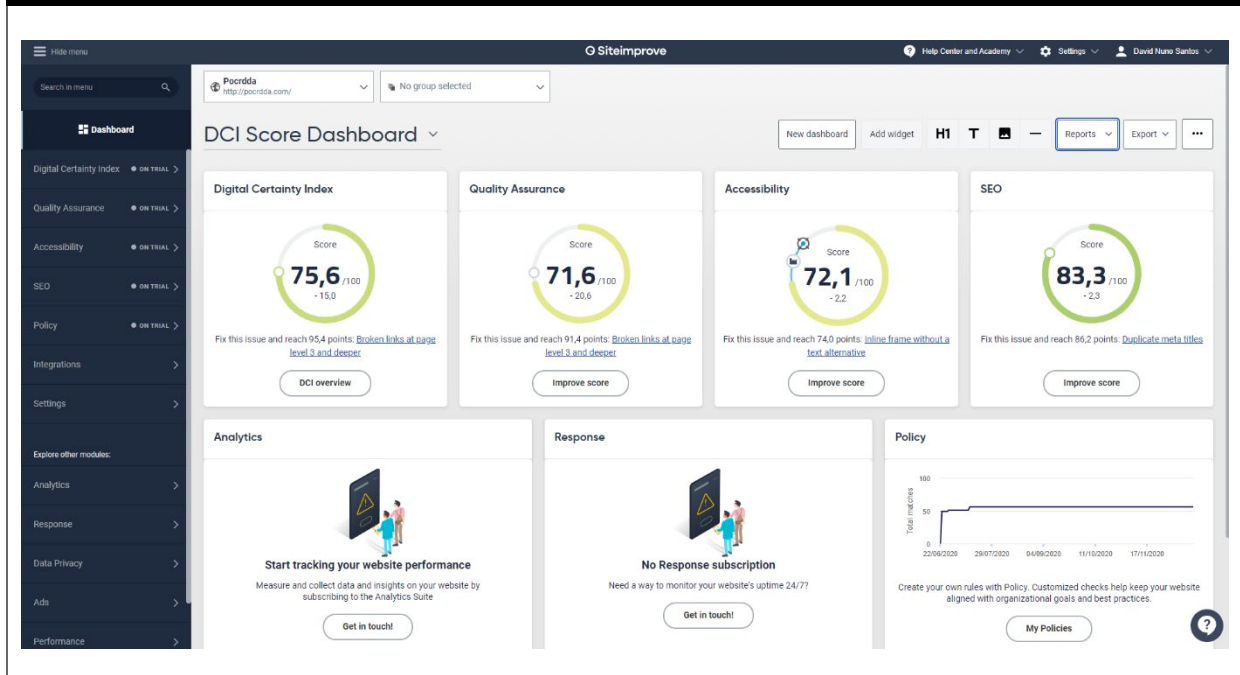 Hide menu
Siteimprove
Help Center and Academy
Settings
David Nuno Santos
Search in menu
Pocrdda
http://pocrdda.com/
No group selected
Dashboard
DCI Score Dashboard
New dashboard
Add widget
H1
T
Reports
Export
Digital Certainty Index
ON TRIAL
Quality Assurance
ON TRIAL
Accessibility
ON TRIAL
SEO
ON TRIAL
Policy
ON TRIAL
Integrations
Settings
Explore other modules:
Analytics
Response
Data Privacy
Ads
Performance
Digital Certainty Index
Score
75,6 /100
- 15,0
Fix this issue and reach 95,4 points: Broken links at page
level 3 and deeper
DCI overview
Quality Assurance
Score
71,6 /100
- 20,6
Fix this issue and reach 91,4 points: Broken links at page
level 3 and deeper
Improve score
Accessibility
Score
72,1 /100
- 2,2
Fix this issue and reach 74,0 points: Inline frame without a
text alternative
Improve score
SEO
Score
83,3 /100
- 2,3
Fix this issue and reach 86,2 points: Duplicate meta titles
Improve score
Analytics
Start tracking your website performance
Measure and collect data and insights on your website by
subscribing to the Analytics Suite
Get in touch!
Response
No Response subscription
Need a way to monitor your website's uptime 24/7?
Get in touch!
Policy
Total matches
100
50
0
22/06/2020 29/07/2020 04/09/2020 11/10/2020 17/11/2020
Create your own rules with Policy. Customized checks help keep your website
aligned with organizational goals and best practices.
My Policies
?